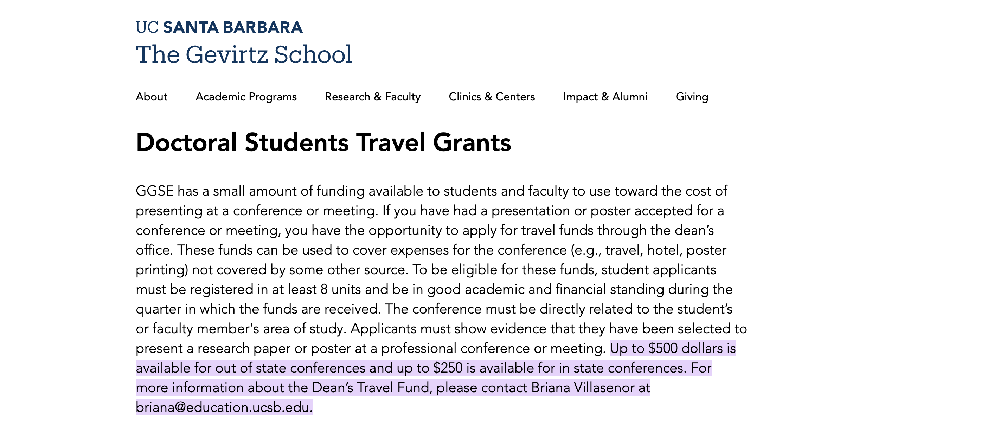 UC SANTA BARBARA
The Gevirtz School
About Academic Programs Research & Faculty Clinics & Centers Impact & Alumni Giving
Doctoral Students Travel Grants
GGSE has a small amount of funding available to students and faculty to use toward the cost of
presenting at a conference or meeting. If you have had a presentation or poster accepted for a
conference or meeting, you have the opportunity to apply for travel funds through the dean’s
office. These funds can be used to cover expenses for the conference (e.g., travel, hotel, poster
printing) not covered by some other source. To be eligible for these funds, student applicants
must be registered in at least 8 units and be in good academic and financial standing during the
quarter in which the funds are received. The conference must be directly related to the student’s
or faculty member's area of study. Applicants must show evidence that they have been selected to
present a research paper or poster at a professional conference or meeting. Up to $500 dollars is
available for out of state conferences and up to $250 is available for in state conferences. For
more information about the Dean’s Travel Fund, please contact Briana Villasenor at
briana@education.ucsb.edu.